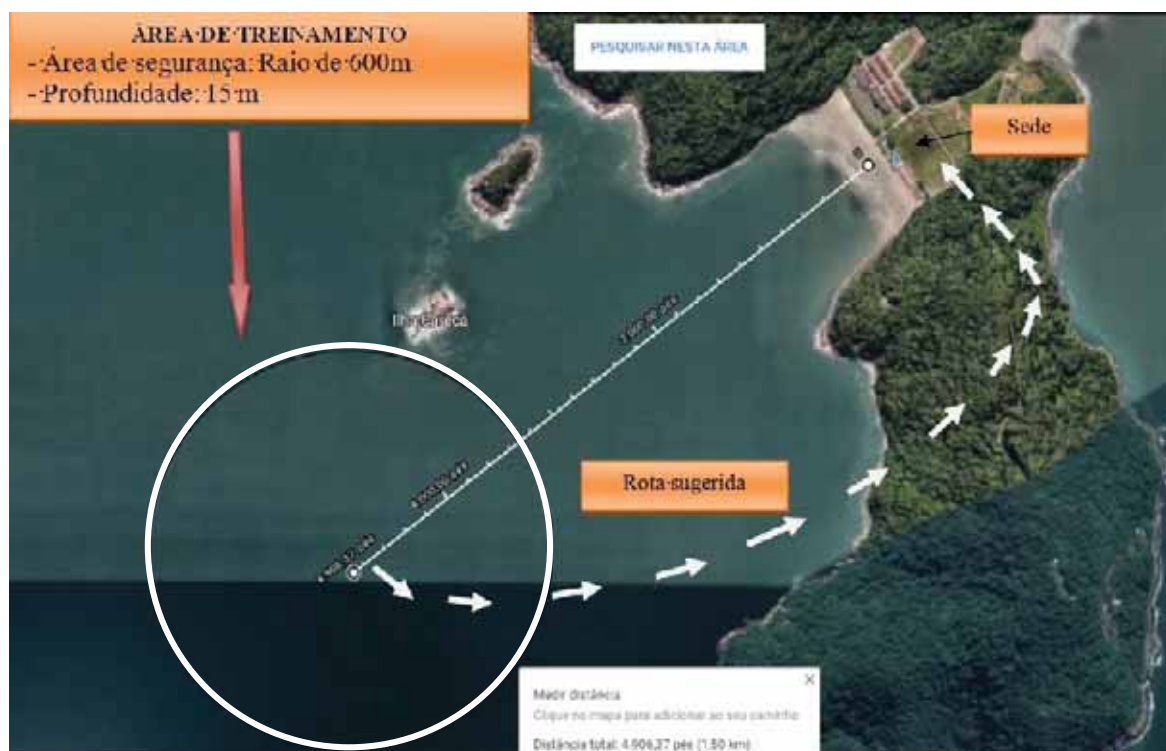 ÁREA DE TREINAMENTO
- Área de segurança: Raio de 600m
- Profundidade: 15 m
PESQUISAR NESTA ÁREA
Sede
Rota sugerida
Medir distância
Clique no mapa para adicionar ao seu caminho
Distância total: 4.906,27 pés (1,50 km)